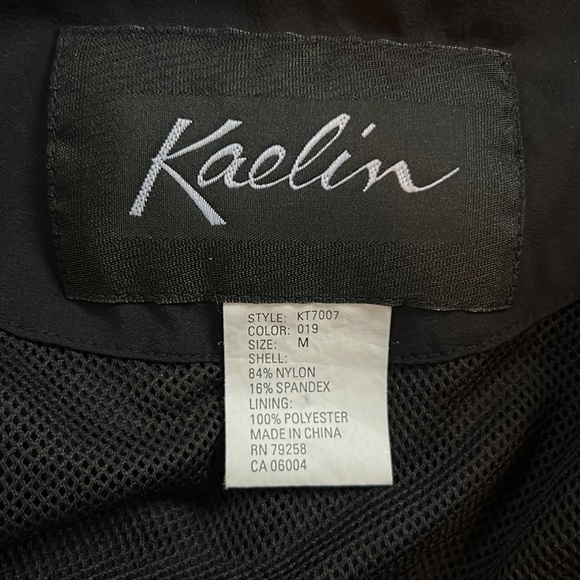 Kaelin
STYLE: KT7007
COLOR: 019
SIZE: M
SHELL:
84% NYLON
16% SPANDEX
LINING:
100% POLYESTER
MADE IN CHINA
RN 79258
CA 06004